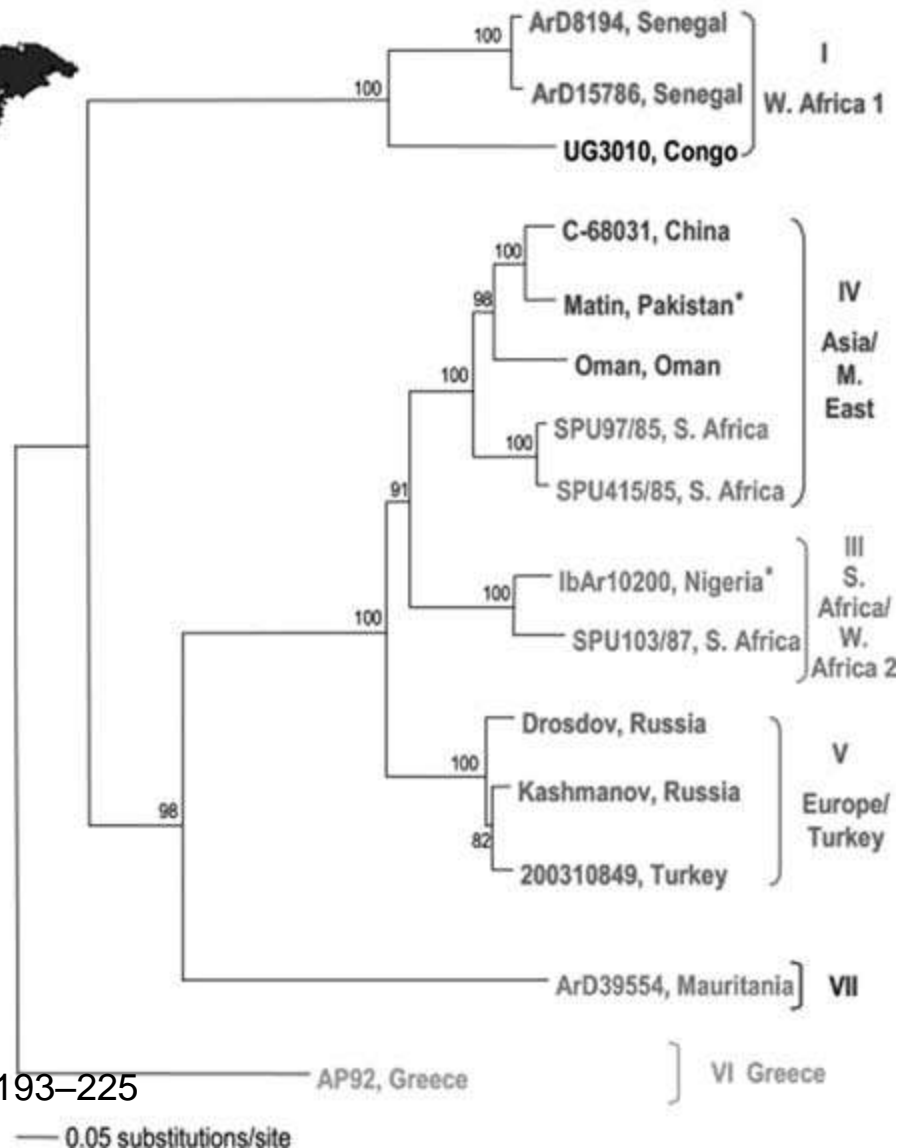 100
ArD8194, Senegal
100
ArD15786, Senegal
UG3010, Congo
I
W. Africa 1
100
C-68031, China
98
Matin, Pakistan*
100
Oman, Oman
100
SPU97/85, S. Africa
SPU415/85, S. Africa
IV
Asia/
M.
East
91
100
IbAr10200, Nigeria*
SPU103/87, S. Africa
III
S.
Africa/
W.
Africa 2
100
100
Drosdov, Russia
Kashmanov, Russia
82
200310849, Turkey
V
Europe/
Turkey
98
ArD39554, Mauritania
VII
AP92, Greece
VI Greece
193–225
0.05 substitutions/site